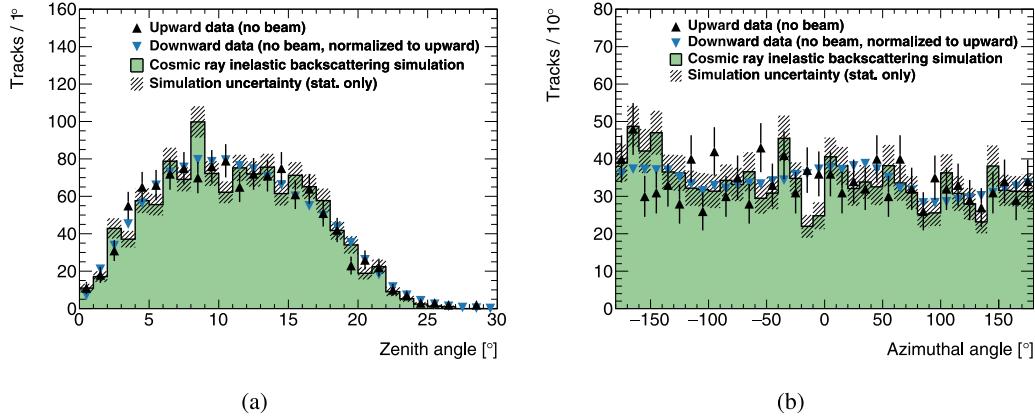 Tracks / 1°
160
140
120
100
80
60
40
20
0
Upward data (no beam)
Downward data (no beam, normalized to upward)
Cosmic ray inelastic backscattering simulation
Simulation uncertainty (stat. only)
0 5 10 15 20 25 30
Zenith angle [°]
(a)
Tracks / 10°
80
70
60
50
40
30
20
10
0
Upward data (no beam)
Downward data (no beam, normalized to upward)
Cosmic ray inelastic backscattering simulation
Simulation uncertainty (stat. only)
−150 −100 −50 0 50 100 150
Azimuthal angle [°]
(b)